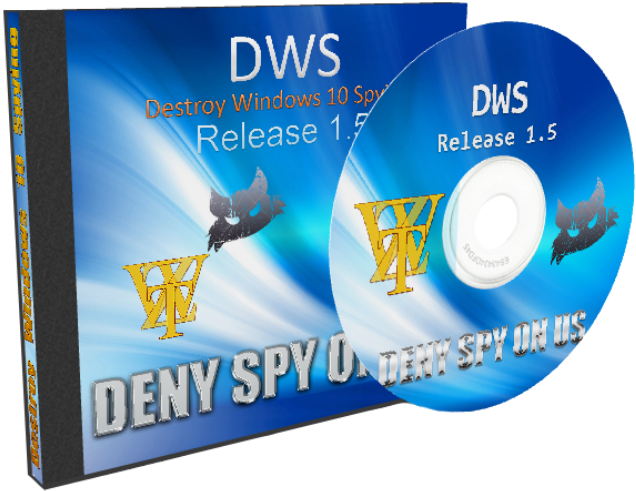 Destroy Windows 10 Spying
DWS
Destroy Windows 10 Spy
Release 1.5
DENY SPY ON
DWS
Release 1.5
DENY SPY ON US